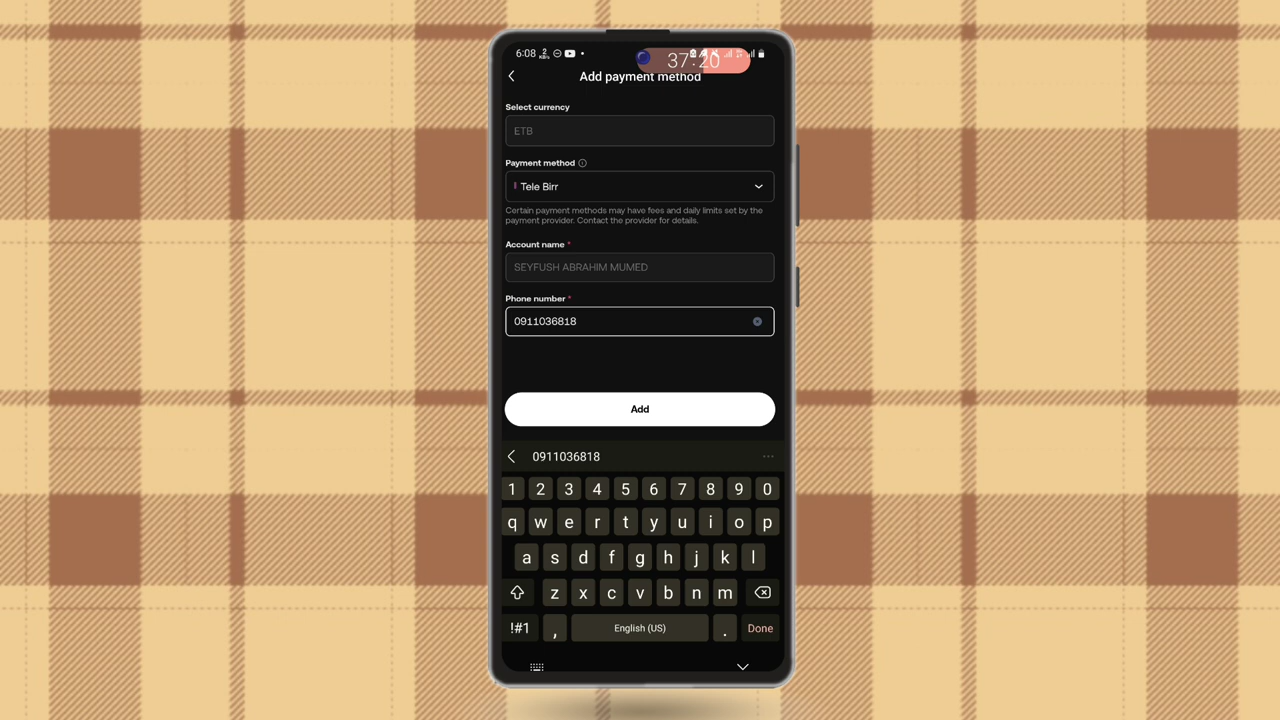 6:08
37:20
Add payment method
Select currency
ETB
Payment method
Tele Birr
Certain payment methods may have fees and daily limits set by the
payment provider. Contact the provider for details.
Account name *
SEYFUSH ABRAHIM MUMED
Phone number *
0911036818
Add
0911036818
1 2 3 4 5 6 7 8 9 0
q w e r t y u i o p
a s d f g h j k l
z x c v b n m
!#1 , English (US) . Done